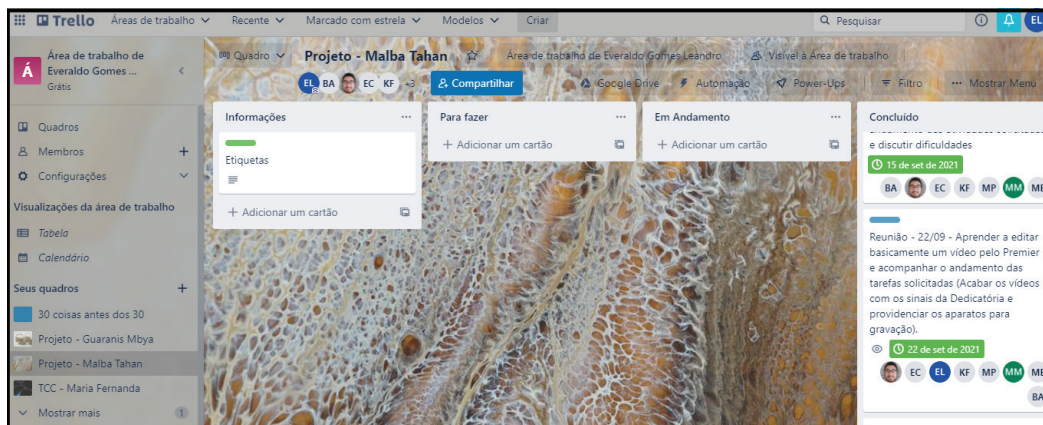 Trello Áreas de trabalho Recente Marcado com estrela Modelos Criar Pesquisar EL
Á Área de trabalho de
Everaldo Gomes ...
Grátis
Quadros
Membros +
Configurações
Visualizações da área de trabalho
Tabela
Calendário
Seus quadros +
30 coisas antes dos 30
Projeto - Guaranis Mbya
Projeto - Malba Tahan
TCC - Maria Fernanda
Mostrar mais 1
Quadro Projeto - Malba Tahan Área de trabalho de Everaldo Gomes Leandro Visível à Área de trabalho
EL BA EC KF +3 Compartilhar Google Drive Automação Power-Ups Filtro ... Mostrar Menu
Informações ...
Etiquetas
+ Adicionar um cartão
Para fazer ...
+ Adicionar um cartão
Em Andamento ...
+ Adicionar um cartão
Concluído
e discutir dificuldades
15 de set de 2021
BA EC KF MP MM ME
Reunião - 22/09 - Aprender a editar
basicamente um vídeo pelo Premier
e acompanhar o andamento das
tarefas solicitadas (Acabar os vídeos
com os sinais da Dedicatória e
providenciar os aparatos para
gravação).
22 de set de 2021
EC EL KF MP MM ME
BA